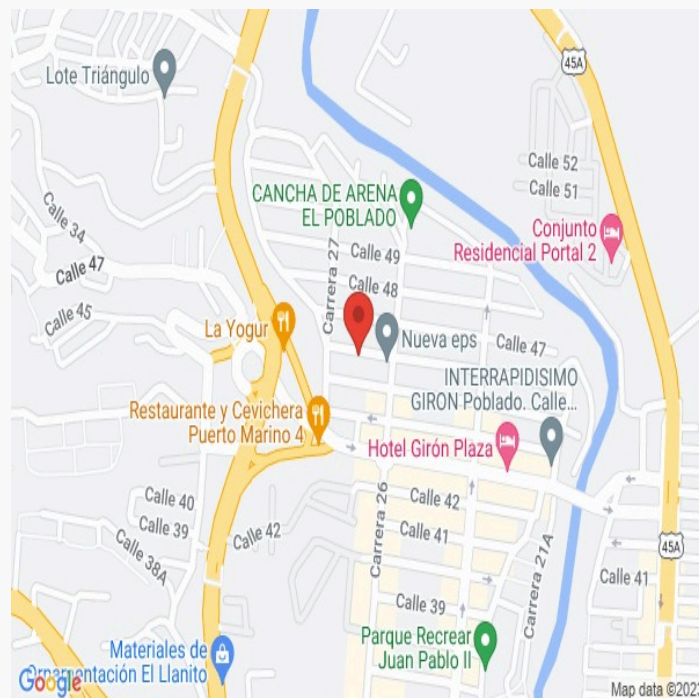 45A
Lote Triángulo
Calle 52
Calle 51
CANCHA DE ARENA
EL POBLADO
Conjunto
Residencial Portal 2
Calle 34
Calle 49
Carrera 27
Calle 47
Calle 48
Calle 45
La Yogur
Nueva eps
Calle 47
INTERRAPIDISIMO
GIRON Poblado. Calle...
Restaurante y Cevichera
Puerto Marino 4
Hotel Girón Plaza
Carrera 26
Calle 42
Calle 40
Calle 39
Calle 41
Calle 42
Carrera 21A
45A
Calle 38A
Calle 41
Calle 39
Parque Recrear
Juan Pablo II
Materiales de
Ornamentación El Llanito
Google
Map data ©202